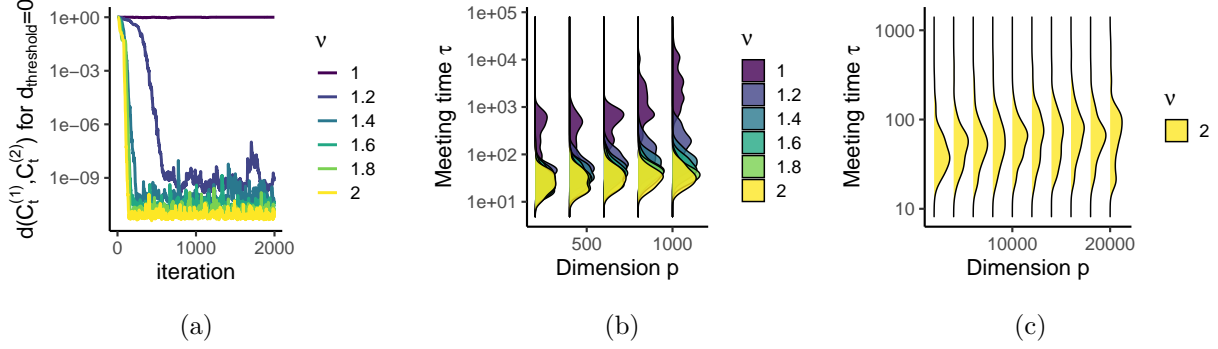 d(C_t^(1), C_t^(2)) for d_threshold=0
1e+00
1e−03
1e−06
1e−09
0
1000
2000
iteration
ν
1
1.2
1.4
1.6
1.8
2
(a)
Meeting time τ
1e+05
1e+04
1e+03
1e+02
1e+01
500
1000
Dimension p
ν
1
1.2
1.4
1.6
1.8
2
(b)
Meeting time τ
1000
100
10
10000
20000
Dimension p
ν
2
(c)